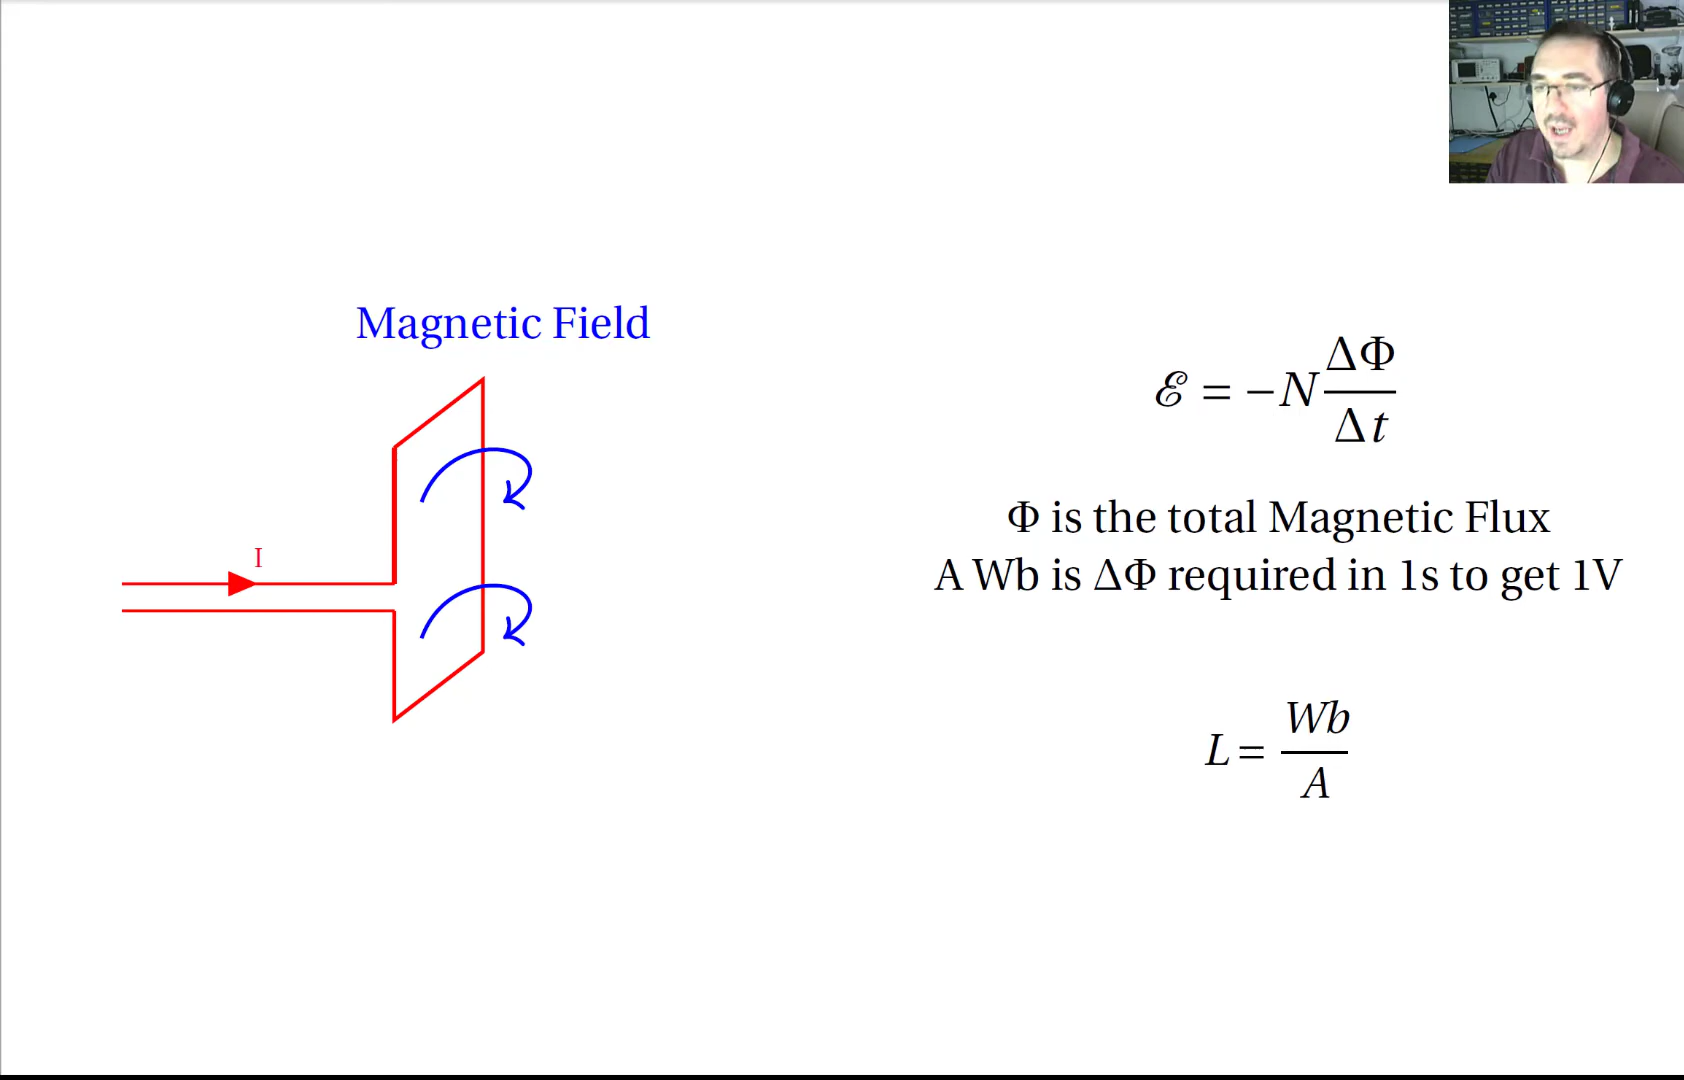 Magnetic Field
I
ℰ = −N ΔΦ/Δt
Φ is the total Magnetic Flux
A Wb is ΔΦ required in 1s to get 1V
L = Wb/A